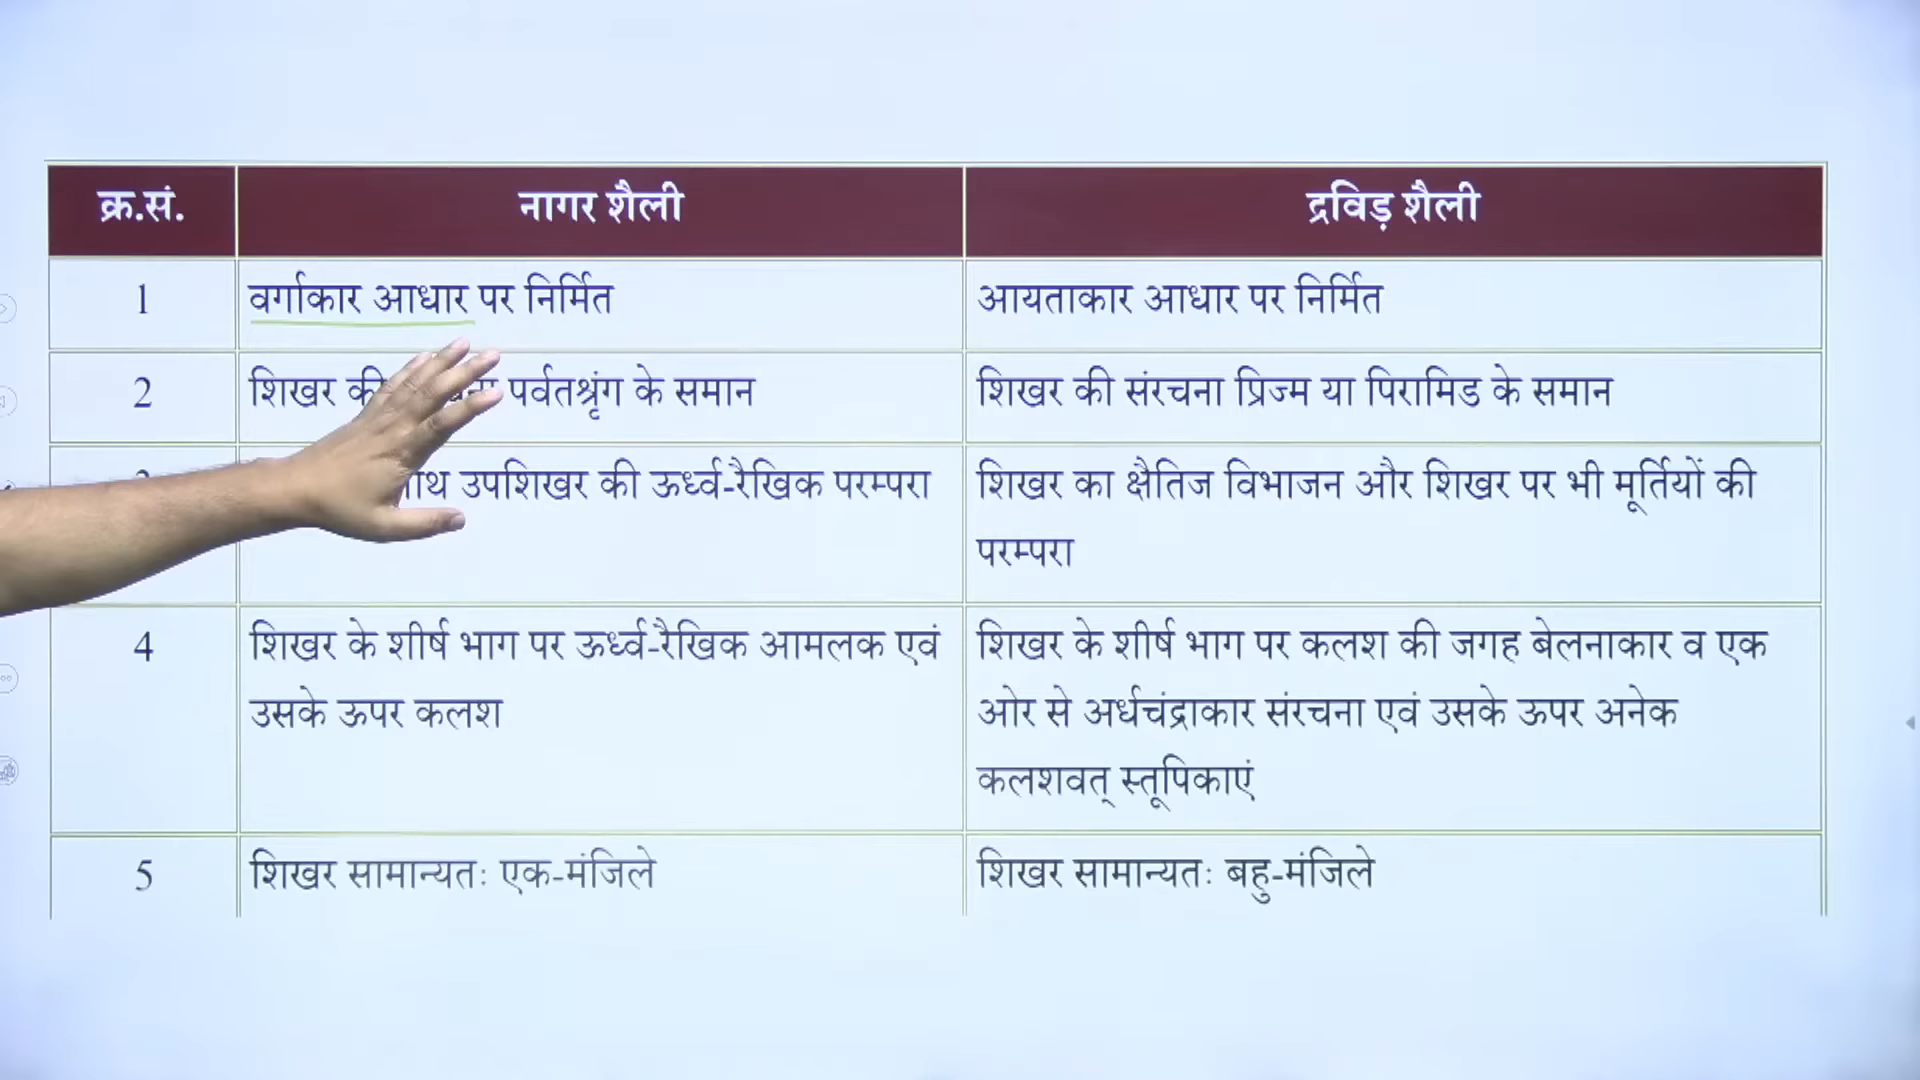 क्र.सं. नागर शैली द्रविड़ शैली
1 वर्गाकार आधार पर निर्मित आयताकार आधार पर निर्मित
2 शिखर की पर्वतश्रृंग के समान शिखर की संरचना प्रिज्म या पिरामिड के समान
उपशिखर की ऊर्ध्व-रैखिक परम्परा शिखर का क्षैतिज विभाजन और शिखर पर भी मूर्तियों की
परम्परा
4 शिखर के शीर्ष भाग पर ऊर्ध्व-रैखिक आमलक एवं शिखर के शीर्ष भाग पर कलश की जगह बेलनाकार व एक
उसके ऊपर कलश ओर से अर्धचंद्राकार संरचना एवं उसके ऊपर अनेक
कलशवत् स्तूपिकाएं
5 शिखर सामान्यतः एक-मंजिले शिखर सामान्यतः बहु-मंजिले